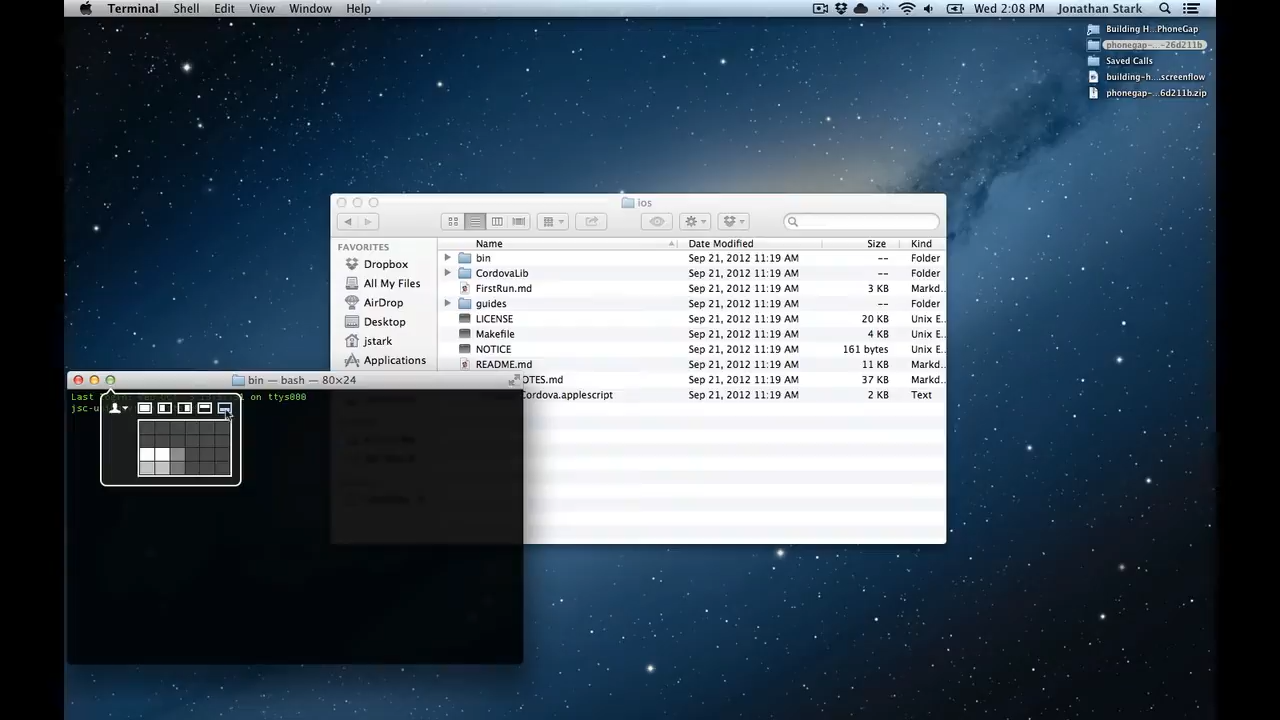 Terminal Shell Edit View Window Help Wed 2:08 PM Jonathan Stark
Building H...PhoneGap
phonegap-...-26d211b
Saved Calls
building-h....screenflow
phonegap-...6d211b.zip
ios
FAVORITES
Dropbox
All My Files
AirDrop
Desktop
jstark
Applications
Name Date Modified Size Kind
bin Sep 21, 2012 11:19 AM -- Folder
CordovaLib Sep 21, 2012 11:19 AM -- Folder
FirstRun.md Sep 21, 2012 11:19 AM 3 KB Markd...
guides Sep 21, 2012 11:19 AM -- Folder
LICENSE Sep 21, 2012 11:19 AM 20 KB Unix E...
Makefile Sep 21, 2012 11:19 AM 4 KB Unix E...
NOTICE Sep 21, 2012 11:19 AM 161 bytes Unix E...
README.md Sep 21, 2012 11:19 AM 11 KB Markd...
OTES.md Sep 21, 2012 11:19 AM 37 KB Markd...
Cordova.applescript Sep 21, 2012 11:19 AM 2 KB Text
bin — bash — 80×24
Last on ttys000